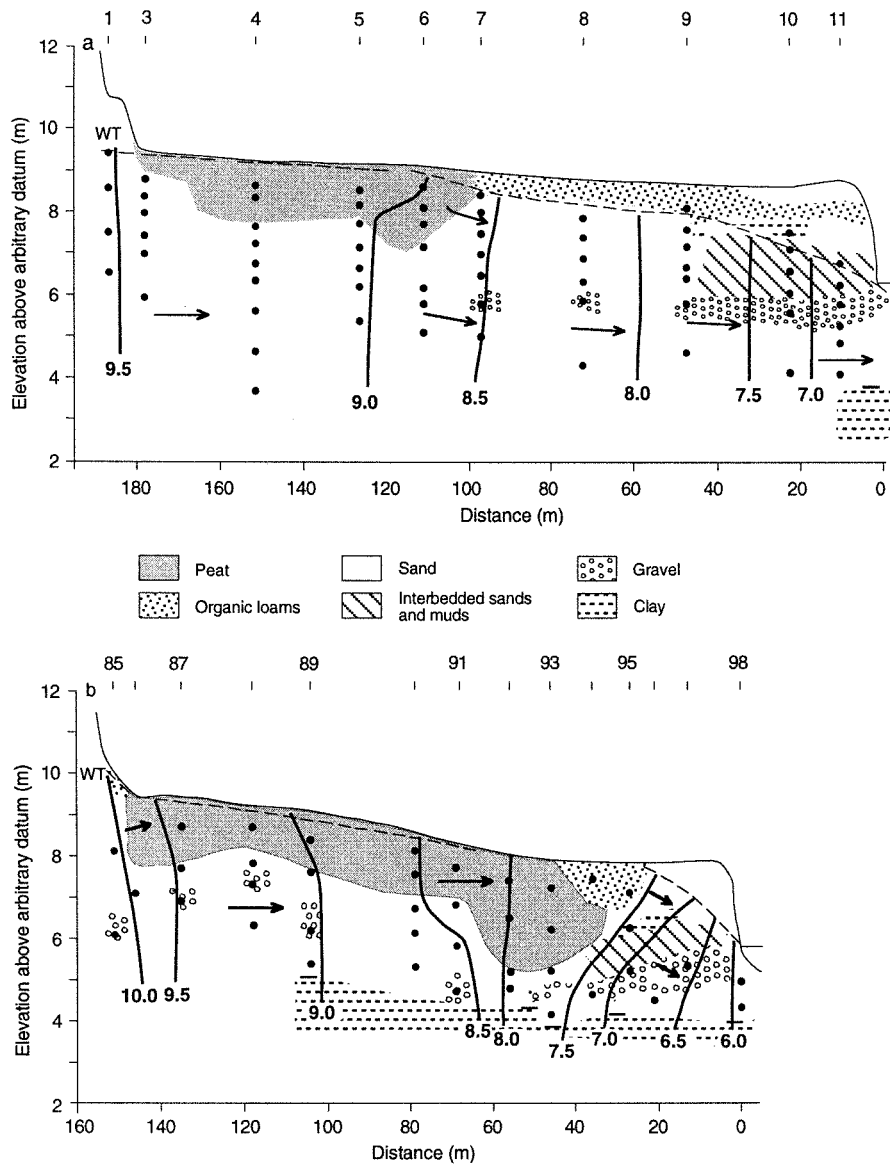 1 3 4 5 6 7 8 9 10 11
a
12
10
8
6
4
2
Elevation above arbitrary datum (m)
WT
9.5
9.0
8.5
8.0
7.5
7.0
180 160 140 120 100 80 60 40 20 0
Distance (m)
Peat
Sand
Gravel
Organic loams
Interbedded sands
and muds
Clay
85 87 89 91 93 95 98
b
12
10
8
6
4
2
Elevation above arbitrary datum (m)
WT
10.0
9.5
9.0
8.5
8.0
7.5
7.0
6.5
6.0
160 140 120 100 80 60 40 20 0
Distance (m)